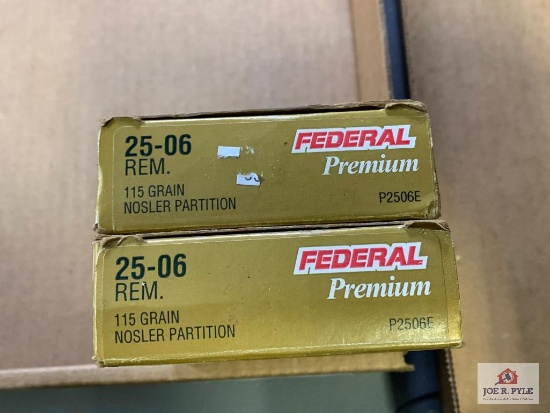 25-06
REM.
115 GRAIN
NOSLER PARTITION
FEDERAL
Premium
P2506E
25-06
REM.
115 GRAIN
NOSLER PARTITION
FEDERAL
Premium
P2506E
JOE R. PYLE